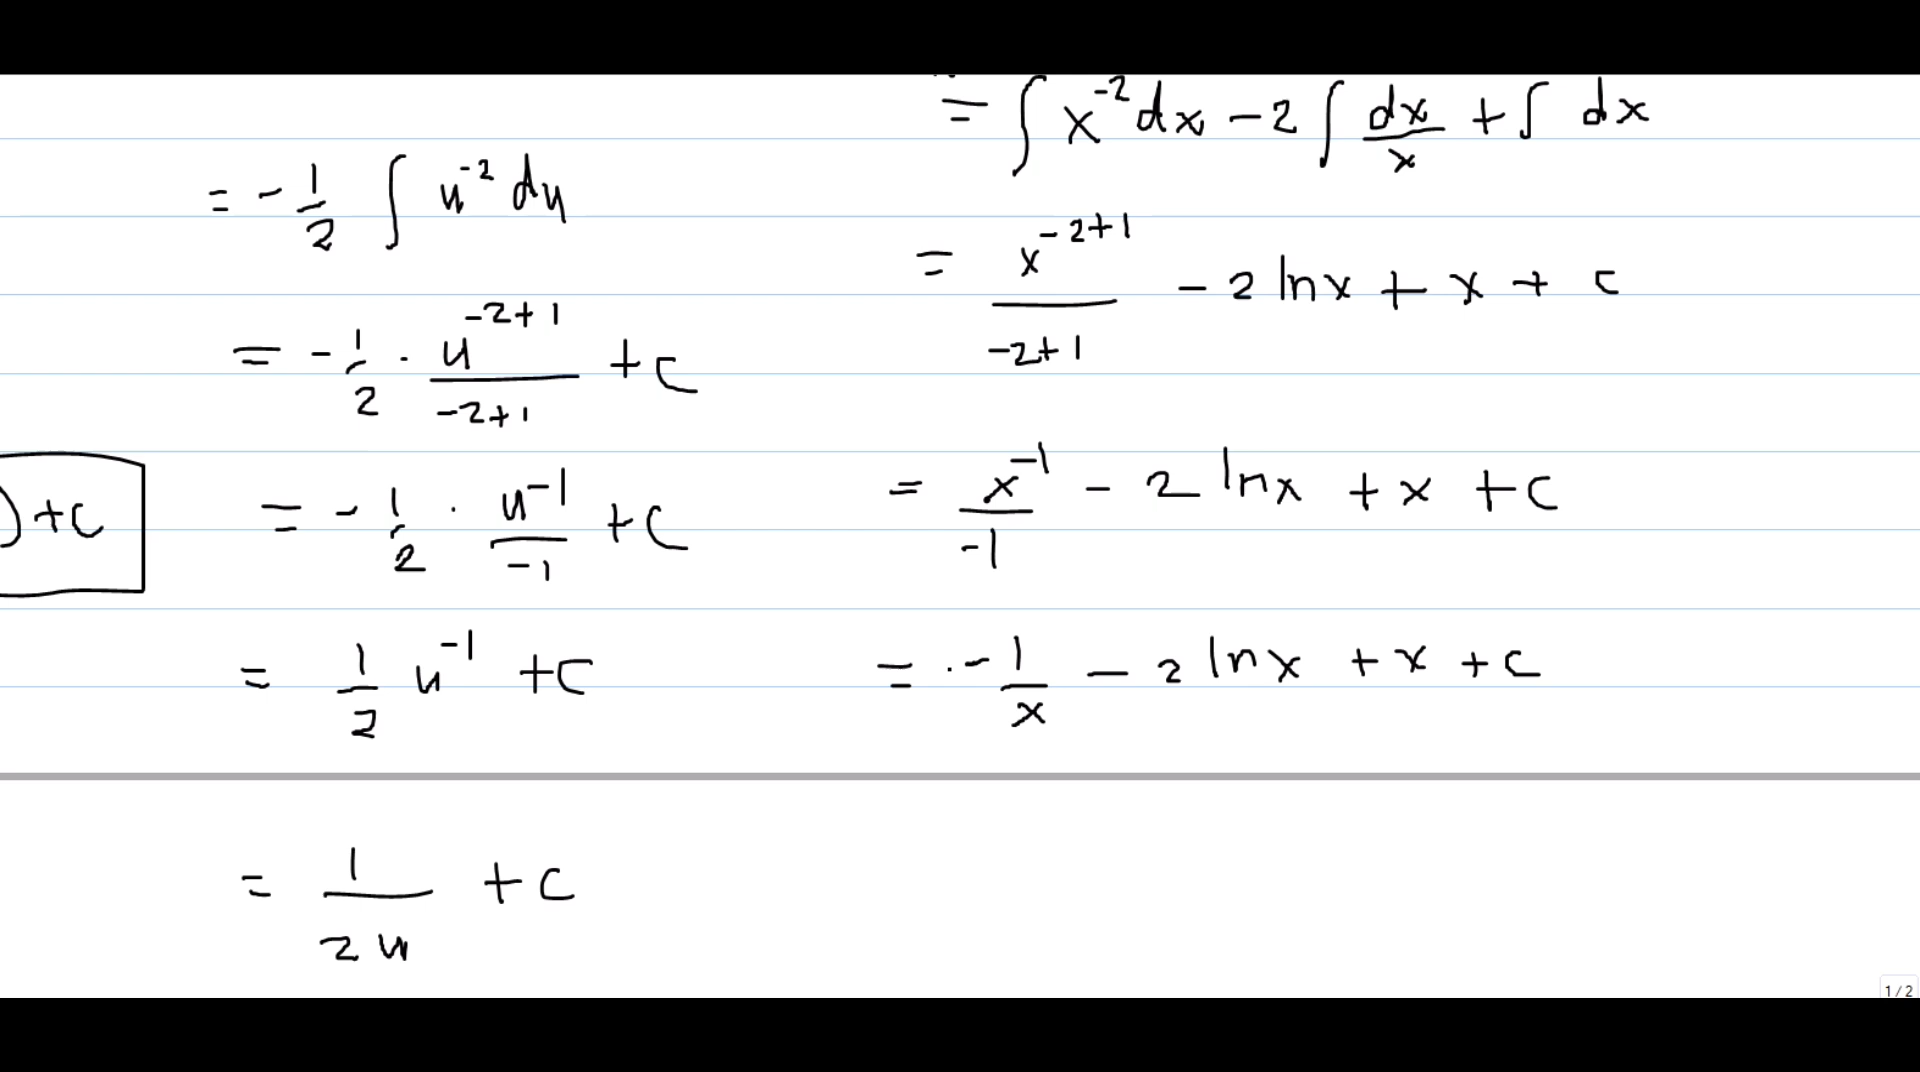 ) +c
= -1/2 ∫ u^-2 du
= -1/2 · u^(-2+1)/(-2+1) + c
= -1/2 · u^-1/-1 + c
= 1/2 u^-1 + c
= 1/2u + c
= ∫ x^-2 dx - 2 ∫ dx/x + ∫ dx
= x^(-2+1)/(-2+1) - 2 ln x + x + c
= x^-1/-1 - 2 ln x + x + c
= · -1/x - 2 ln x + x + c
1/2